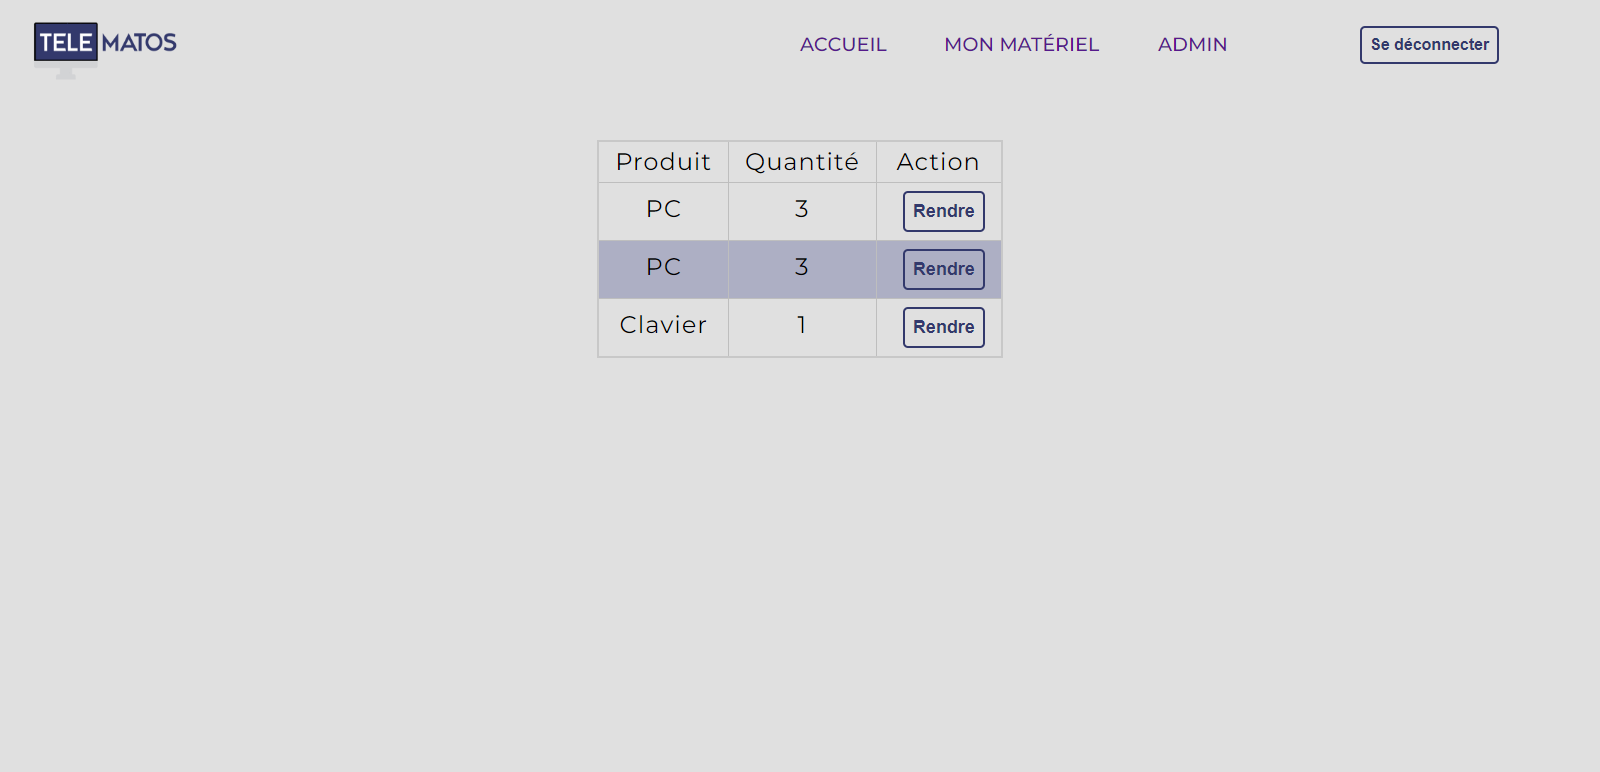 TELE MATOS
ACCUEIL MON MATÉRIEL ADMIN Se déconnecter
Produit Quantité Action
PC 3 Rendre
PC 3 Rendre
Clavier 1 Rendre